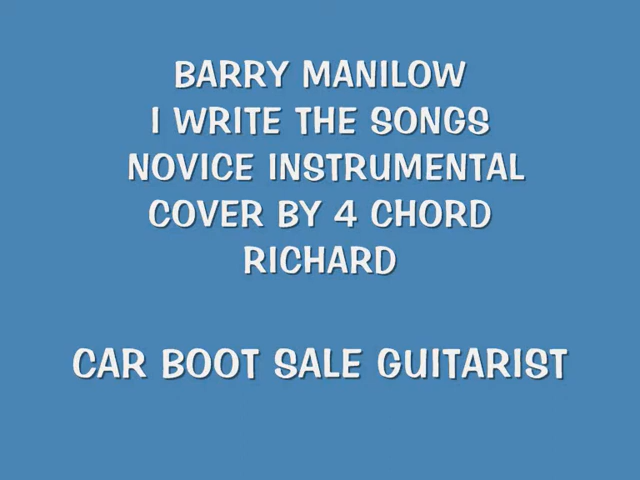 BARRY MANILOW
I WRITE THE SONGS
NOVICE INSTRUMENTAL
COVER BY 4 CHORD
RICHARD
CAR BOOT SALE GUITARIST